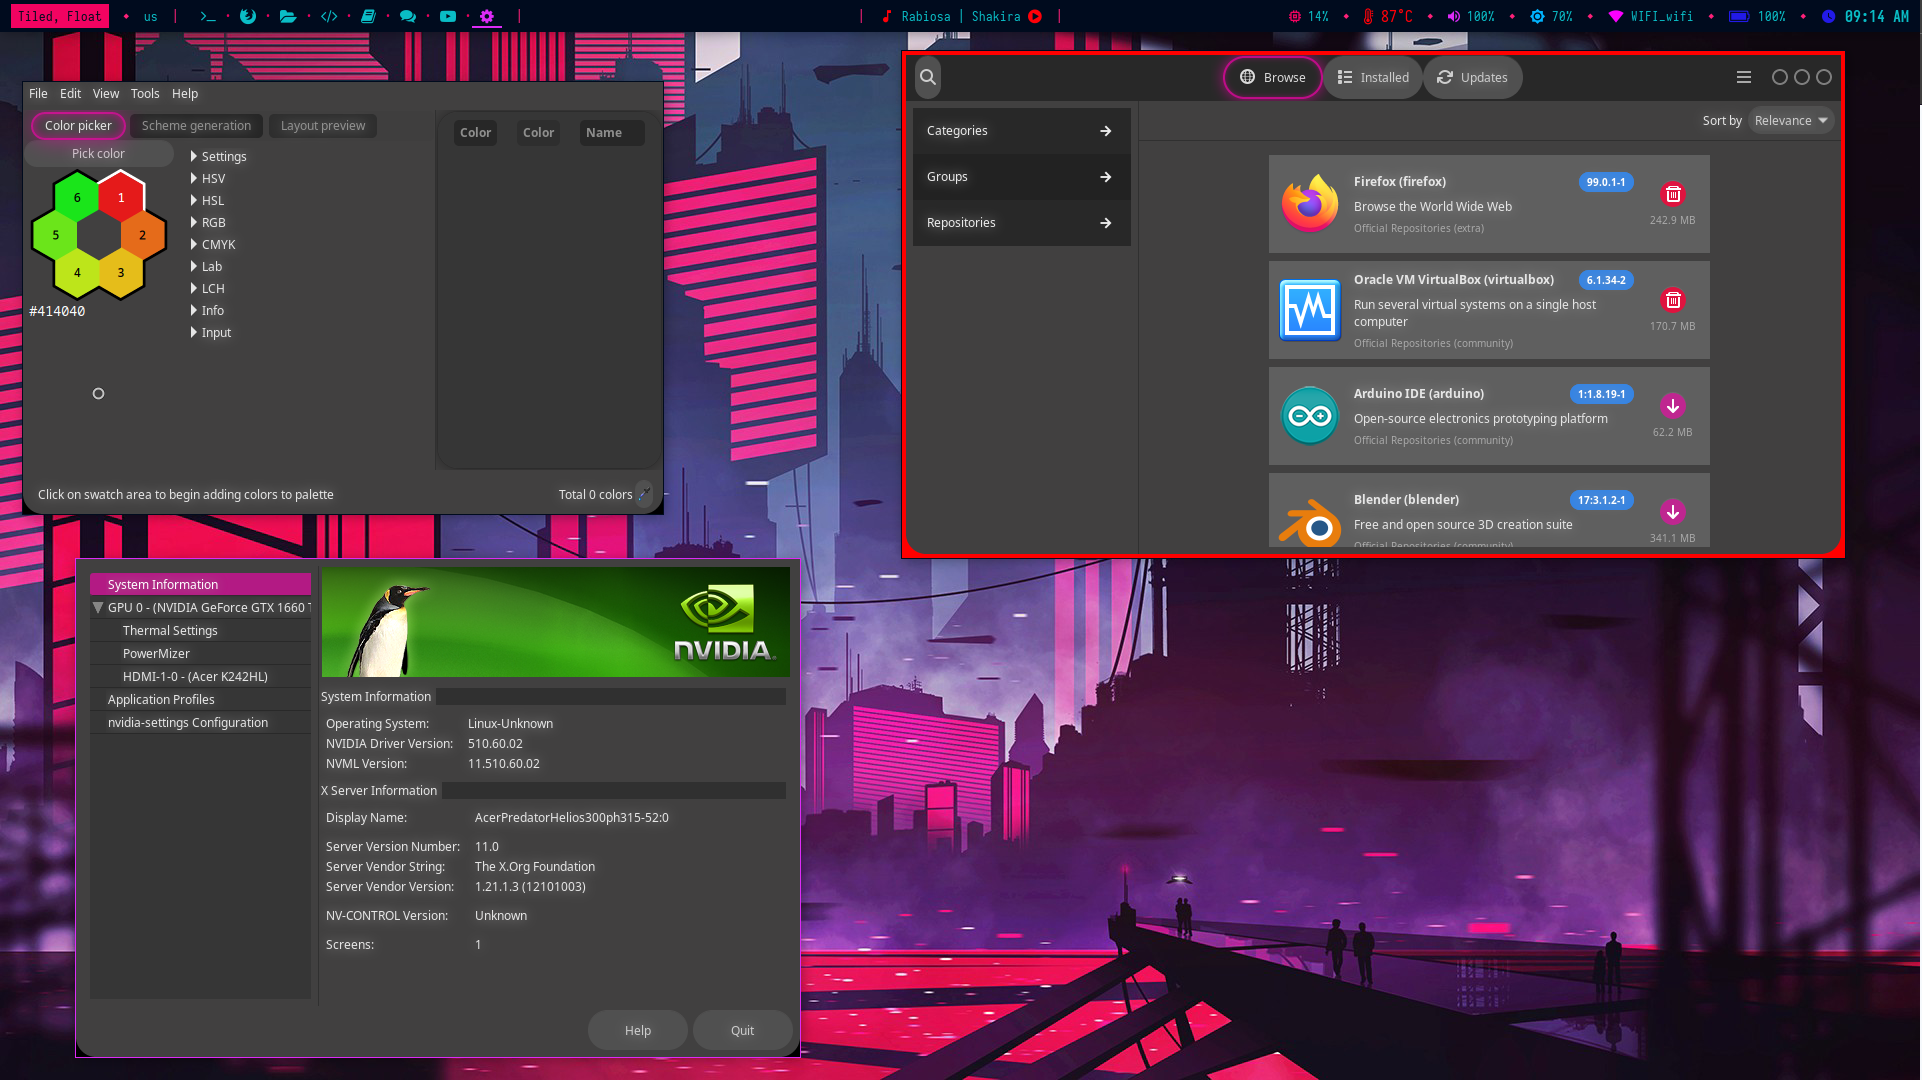 Tiled, Float
us
Rabiosa | Shakira
14%
87°C
100%
70%
WIFI_wifi
100%
09:14 AM
File Edit View Tools Help
Color picker Scheme generation Layout preview
Pick color
6 1
5 2
4 3
#414040
Settings
HSV
HSL
RGB
CMYK
Lab
LCH
Info
Input
Color Color Name
Click on swatch area to begin adding colors to palette
Total 0 colors
Browse Installed Updates
Categories
Groups
Repositories
Sort by Relevance
Firefox (firefox) 99.0.1-1
Browse the World Wide Web
Official Repositories (extra)
242.9 MB
Oracle VM VirtualBox (virtualbox) 6.1.34-2
Run several virtual systems on a single host
computer
Official Repositories (community)
170.7 MB
Arduino IDE (arduino) 1:1.8.19-1
Open-source electronics prototyping platform
Official Repositories (community)
62.2 MB
Blender (blender) 17:3.1.2-1
Free and open source 3D creation suite
Official Repositories (community)
341.1 MB
System Information
GPU 0 - (NVIDIA GeForce GTX 1660 T
Thermal Settings
PowerMizer
HDMI-1-0 - (Acer K242HL)
Application Profiles
nvidia-settings Configuration
NVIDIA.
System Information
Operating System: Linux-Unknown
NVIDIA Driver Version: 510.60.02
NVML Version: 11.510.60.02
X Server Information
Display Name: AcerPredatorHelios300ph315-52:0
Server Version Number: 11.0
Server Vendor String: The X.Org Foundation
Server Vendor Version: 1.21.1.3 (12101003)
NV-CONTROL Version: Unknown
Screens: 1
Help Quit